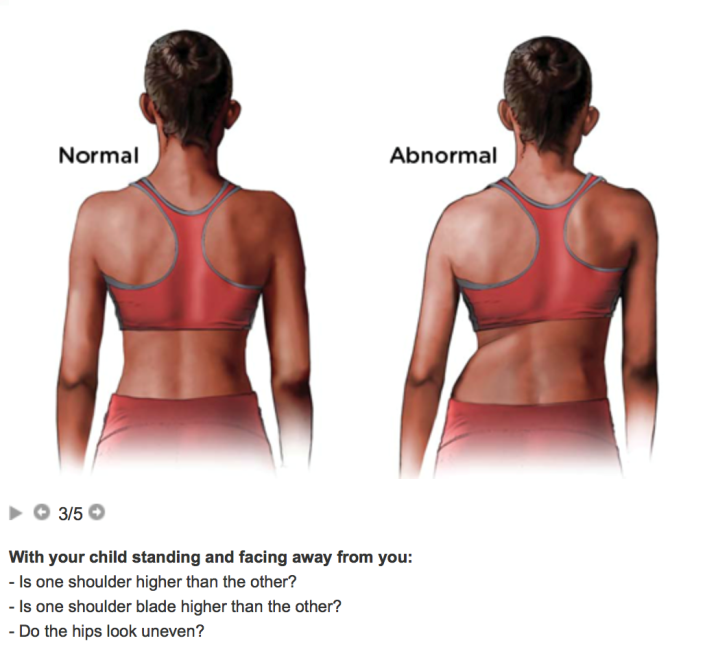 Normal
Abnormal
3/5
With your child standing and facing away from you:
- Is one shoulder higher than the other?
- Is one shoulder blade higher than the other?
- Do the hips look uneven?